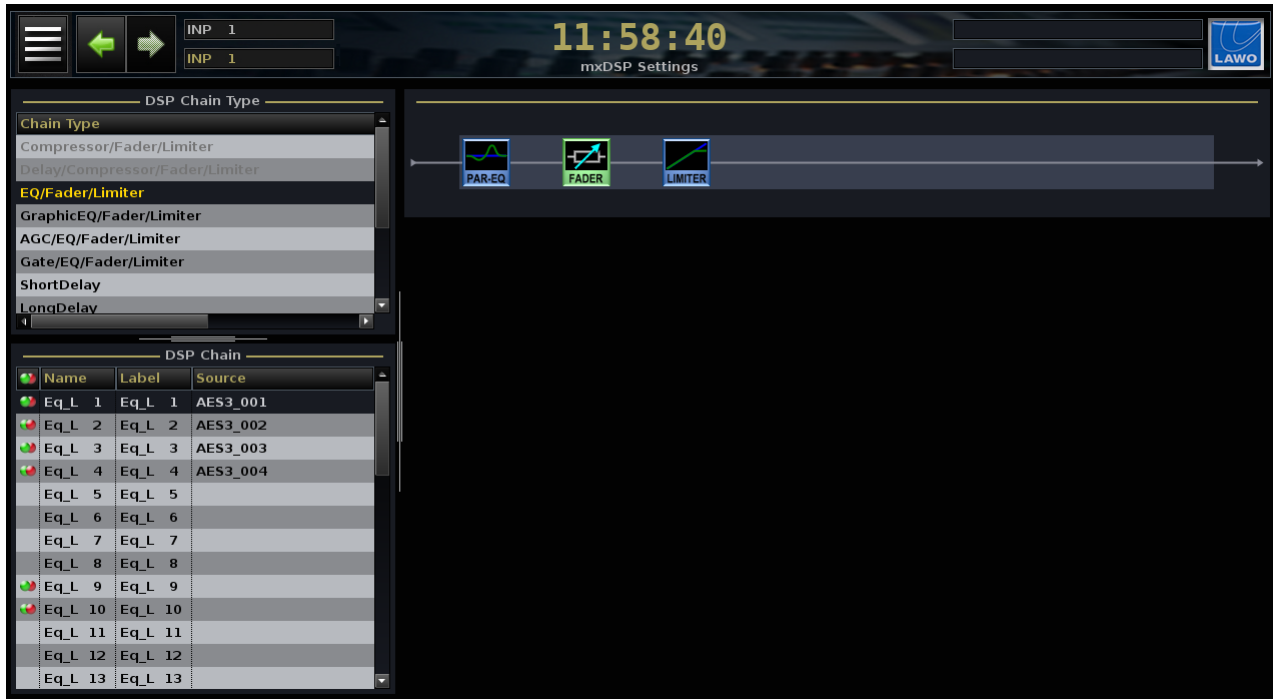 INP 1
INP 1
11:58:40
mxDSP Settings
LAWO
DSP Chain Type
Chain Type
Compressor/Fader/Limiter
Delay/Compressor/Fader/Limiter
EQ/Fader/Limiter
GraphicEQ/Fader/Limiter
AGC/EQ/Fader/Limiter
Gate/EQ/Fader/Limiter
ShortDelay
LongDelay
PAR-EQ FADER LIMITER
DSP Chain
Name Label Source
Eq_L 1 Eq_L 1 AES3_001
Eq_L 2 Eq_L 2 AES3_002
Eq_L 3 Eq_L 3 AES3_003
Eq_L 4 Eq_L 4 AES3_004
Eq_L 5 Eq_L 5
Eq_L 6 Eq_L 6
Eq_L 7 Eq_L 7
Eq_L 8 Eq_L 8
Eq_L 9 Eq_L 9
Eq_L 10 Eq_L 10
Eq_L 11 Eq_L 11
Eq_L 12 Eq_L 12
Eq_L 13 Eq_L 13